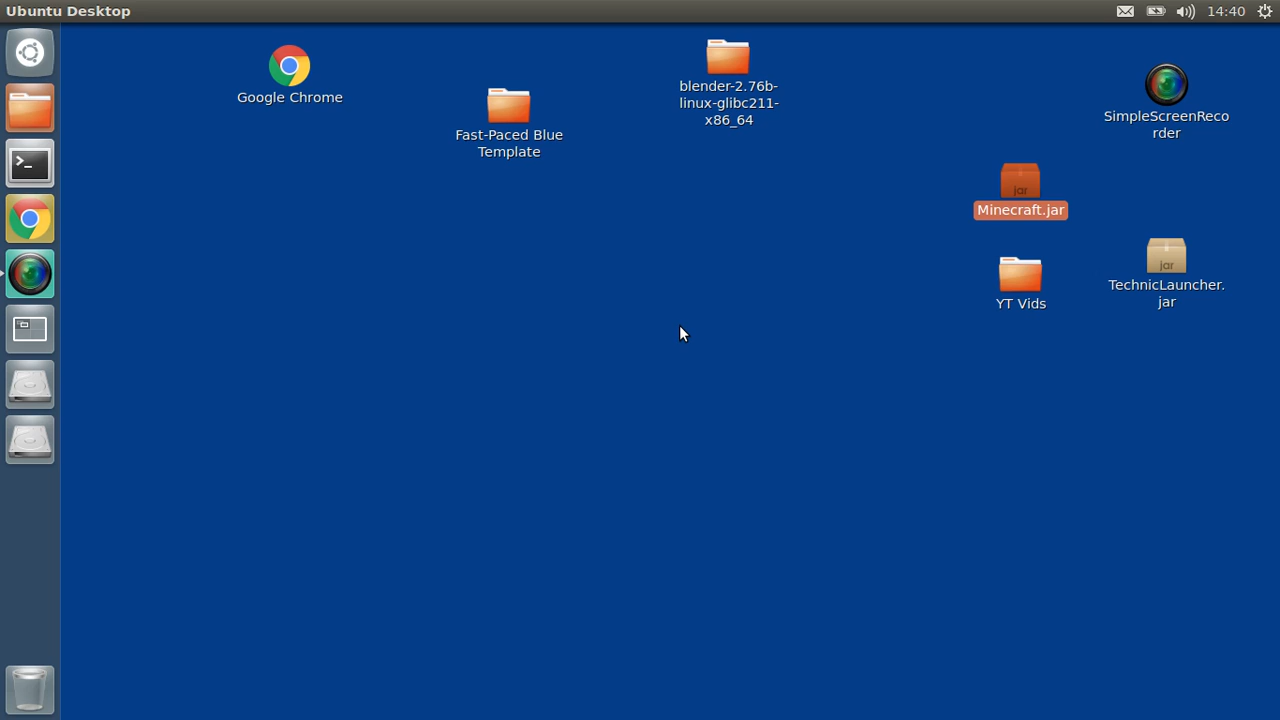 Ubuntu Desktop
14:40
Google Chrome
Fast-Paced Blue
Template
blender-2.76b-
linux-glibc211-
x86_64
SimpleScreenReco
rder
jar
Minecraft.jar
YT Vids
jar
TechnicLauncher.
jar
>_